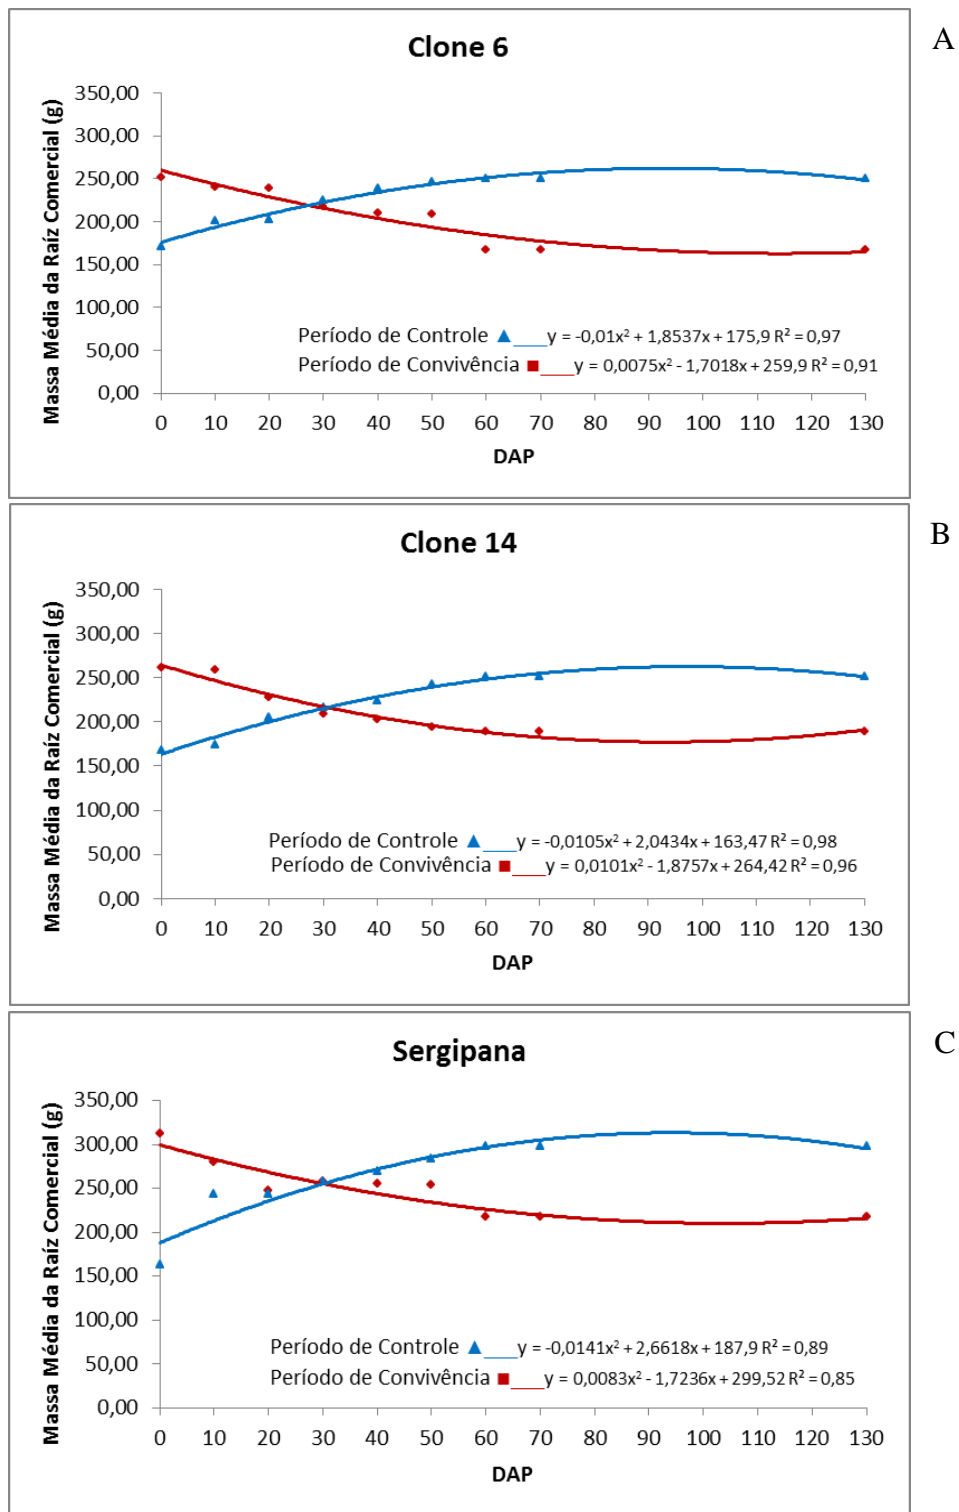 A
Clone 6
Massa Média da Raíz Comercial (g)
350,00
300,00
250,00
200,00
150,00
100,00
50,00
0,00
Período de Controle ▲ ____y = -0,01x² + 1,8537x + 175,9 R² = 0,97
Período de Convivência ■____y = 0,0075x² - 1,7018x + 259,9 R² = 0,91
0 10 20 30 40 50 60 70 80 90 100 110 120 130
DAP
B
Clone 14
Massa Média da Raíz Comercial (g)
350,00
300,00
250,00
200,00
150,00
100,00
50,00
0,00
Período de Controle ▲____y = -0,0105x² + 2,0434x + 163,47 R² = 0,98
Período de Convivência ■____y = 0,0101x² - 1,8757x + 264,42 R² = 0,96
0 10 20 30 40 50 60 70 80 90 100 110 120 130
DAP
C
Sergipana
Massa Média da Raíz Comercial (g)
350,00
300,00
250,00
200,00
150,00
100,00
50,00
0,00
Período de Controle ▲____y = -0,0141x² + 2,6618x + 187,9 R² = 0,89
Período de Convivência ■____y = 0,0083x² - 1,7236x + 299,52 R² = 0,85
0 10 20 30 40 50 60 70 80 90 100 110 120 130
DAP